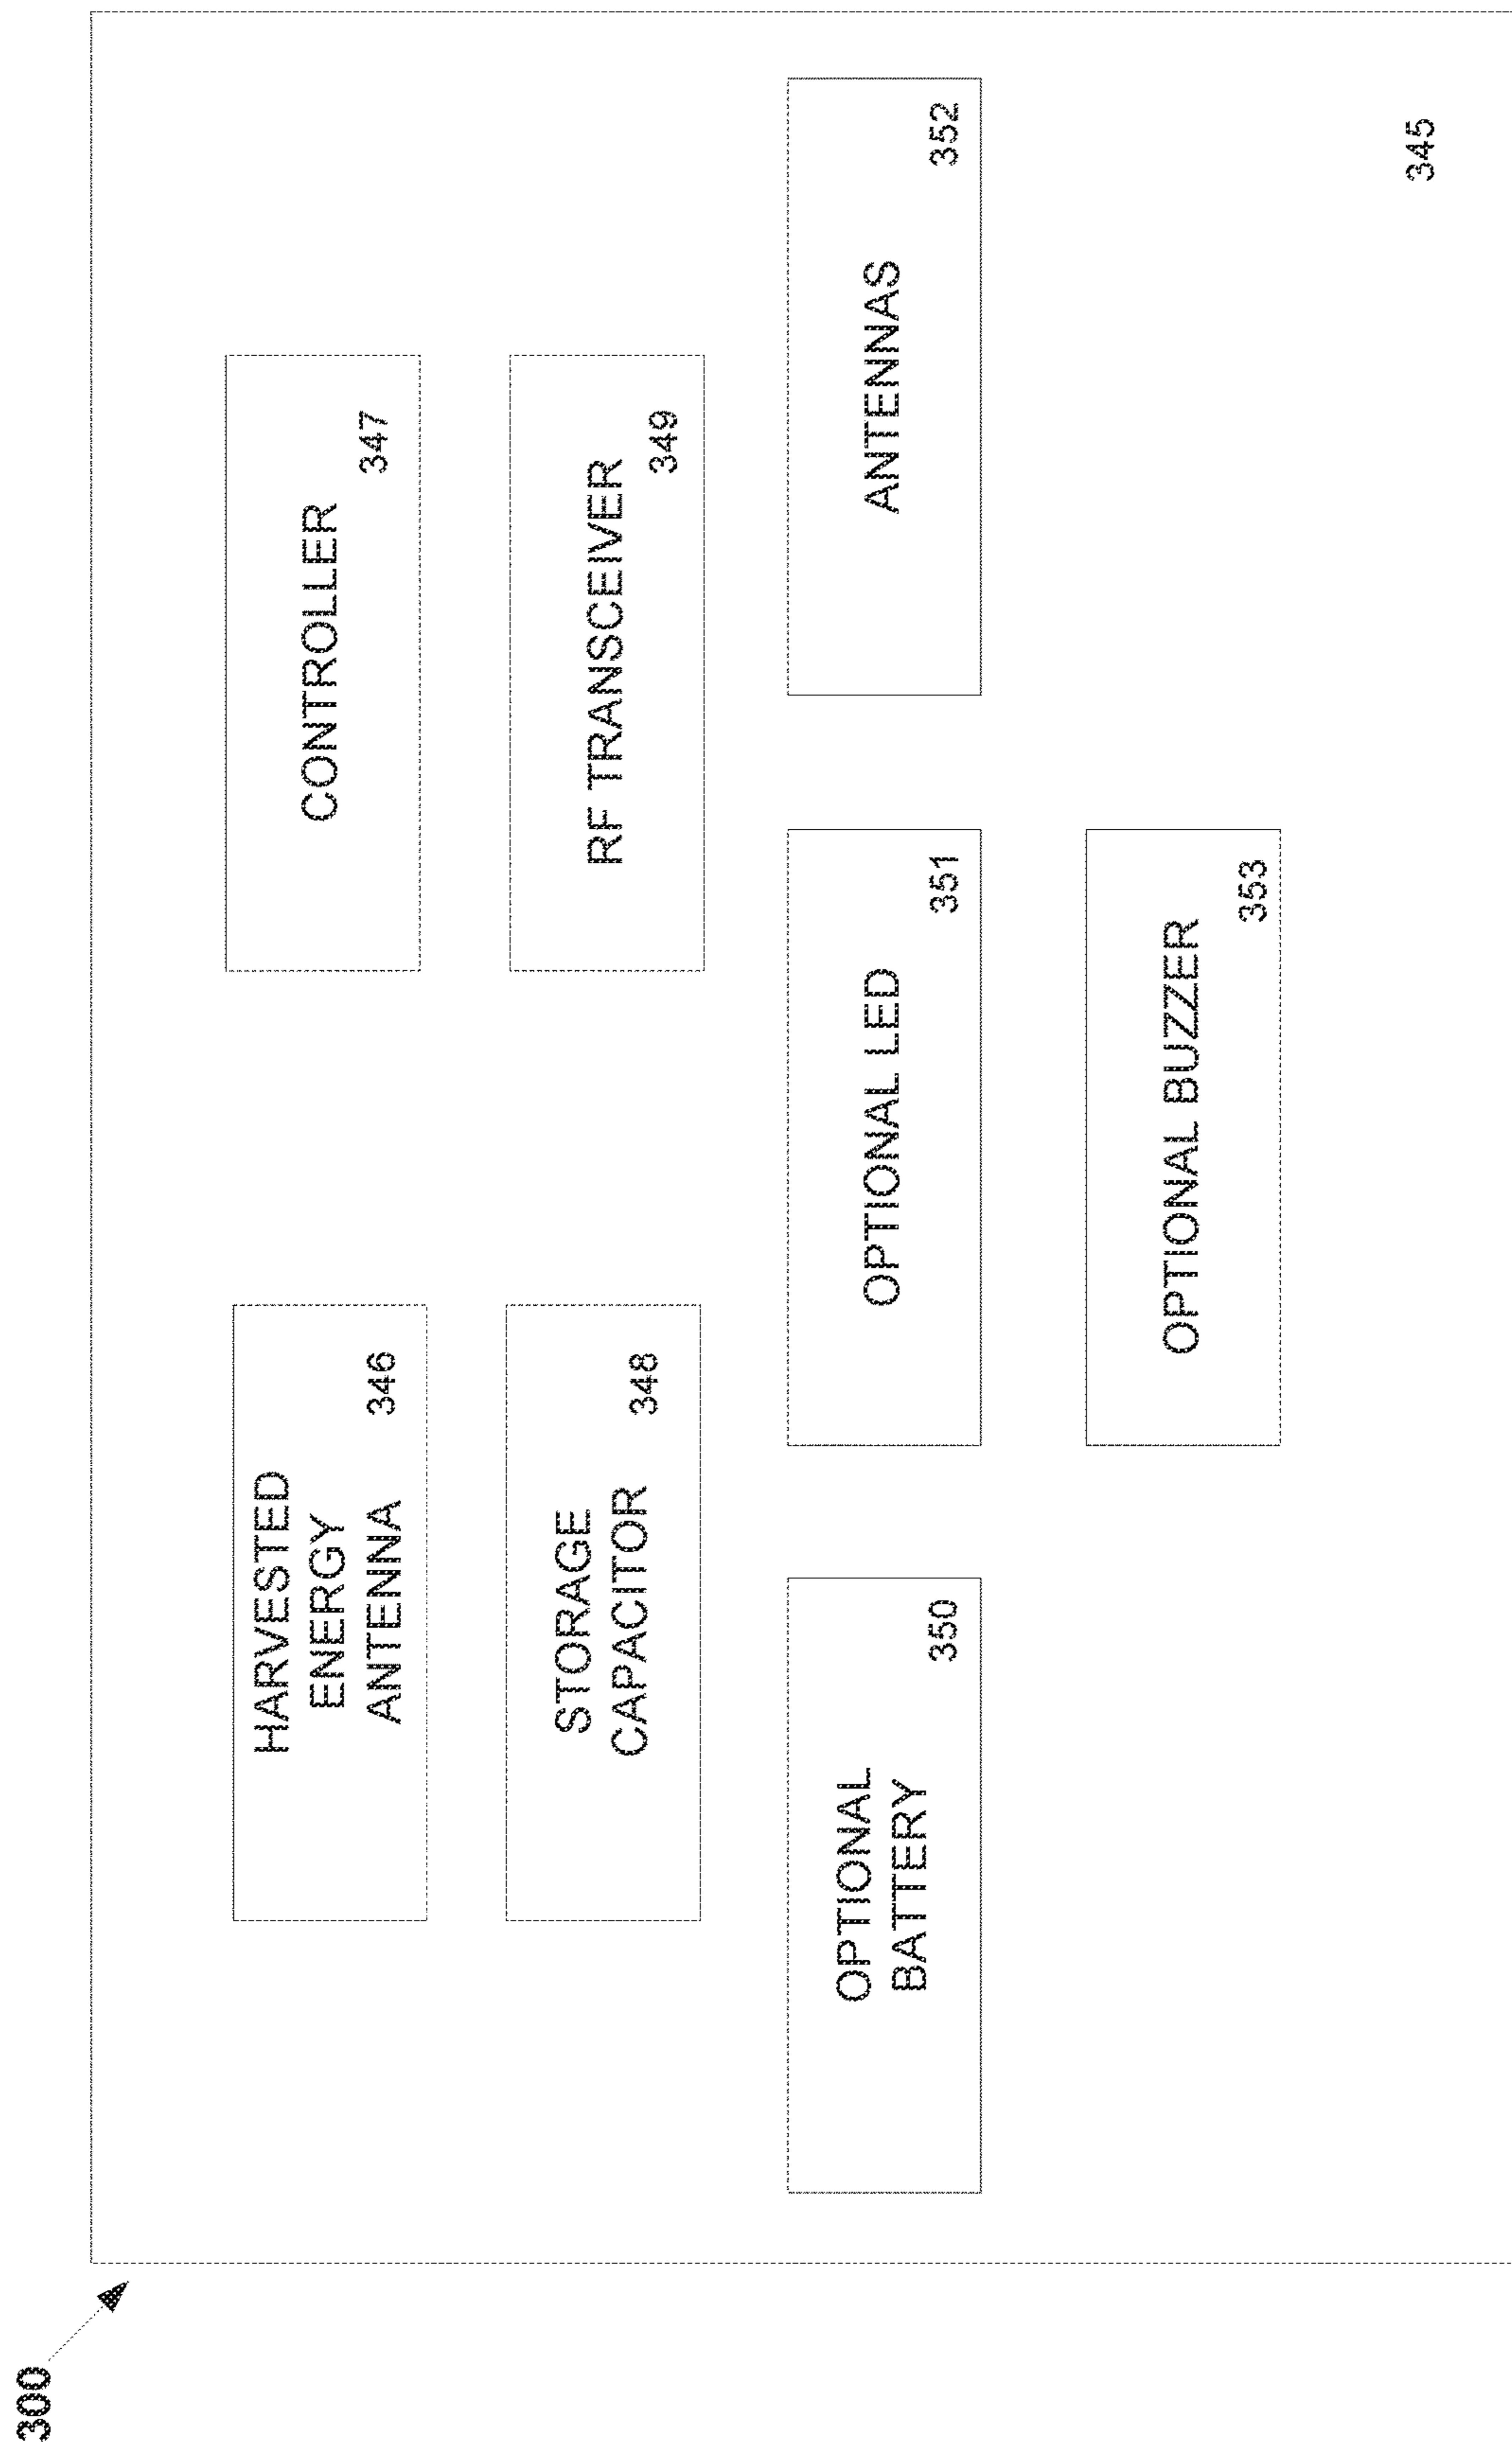 300
HARVESTED
ENERGY
ANTENNA
346
CONTROLLER
347
STORAGE
CAPACITOR
348
RF TRANSCEIVER
349
OPTIONAL
BATTERY
350
OPTIONAL LED
351
ANTENNAS
352
OPTIONAL BUZZER
353
345